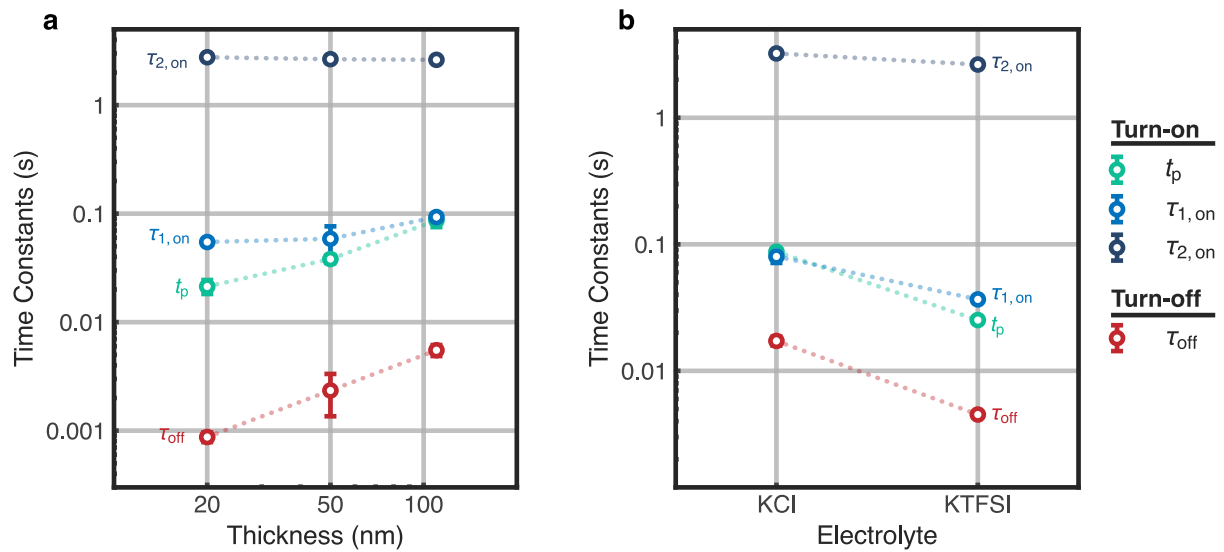 a
Time Constants (s)
1
0.1
0.01
0.001
τ2, on
τ1, on
tp
τoff
20
50
100
Thickness (nm)
b
Time Constants (s)
1
0.1
0.01
τ2, on
τ1, on
tp
τoff
KCl
KTFSI
Electrolyte
Turn-on
tp
τ1, on
τ2, on
Turn-off
τoff